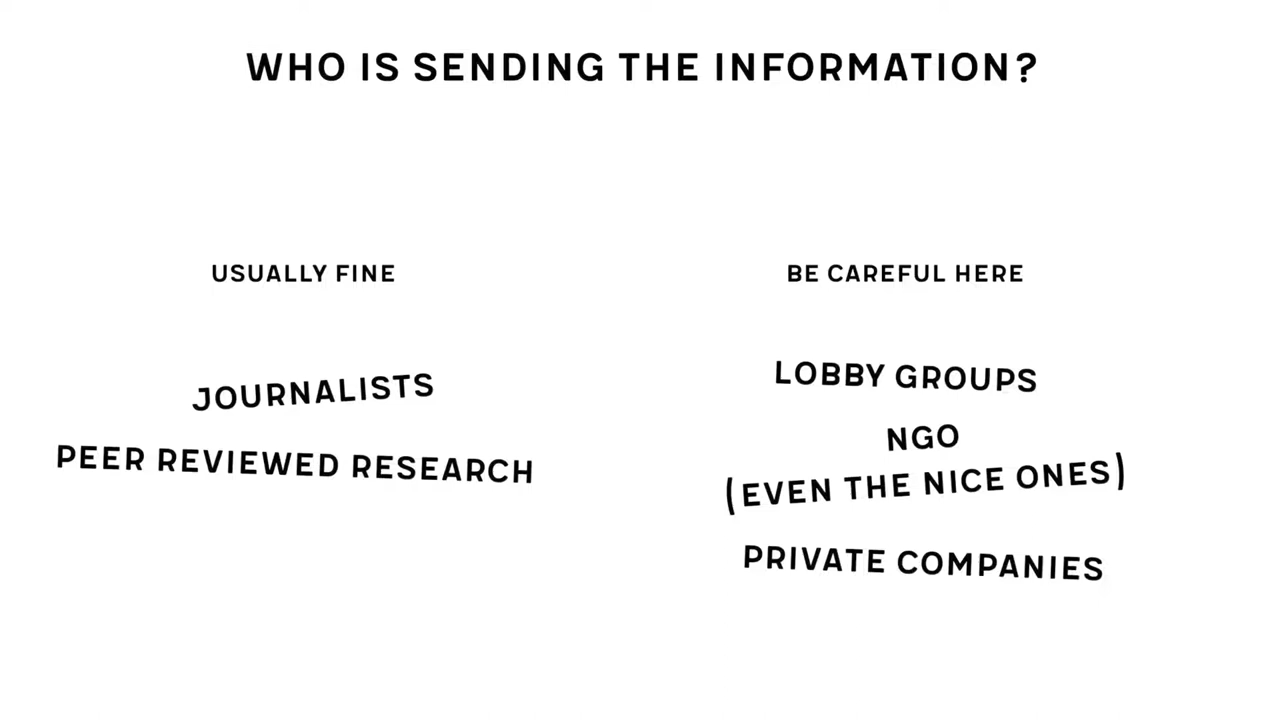 WHO IS SENDING THE INFORMATION?
USUALLY FINE
JOURNALISTS
PEER REVIEWED RESEARCH
BE CAREFUL HERE
LOBBY GROUPS
NGO
(EVEN THE NICE ONES)
PRIVATE COMPANIES